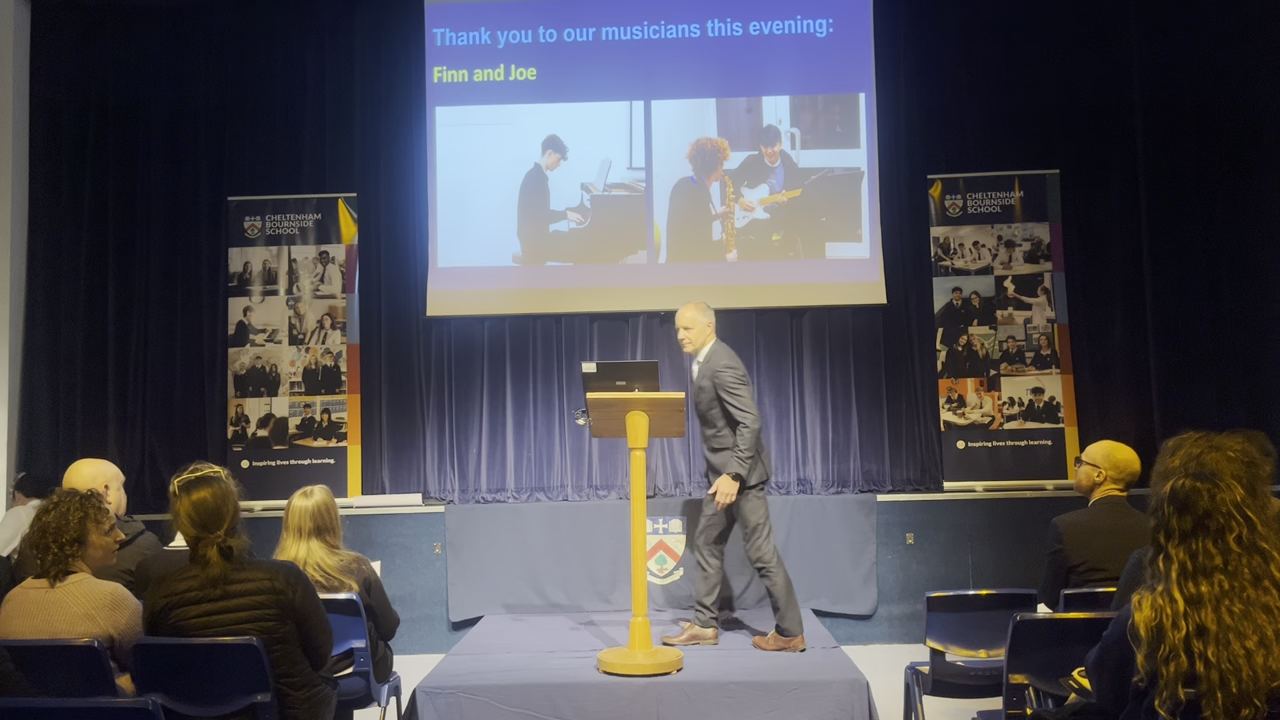 Thank you to our musicians this evening:
Finn and Joe
CHELTENHAM
BOURNSIDE
SCHOOL
Inspiring lives through learning.
CHELTENHAM
BOURNSIDE
SCHOOL
Inspiring lives through learning.